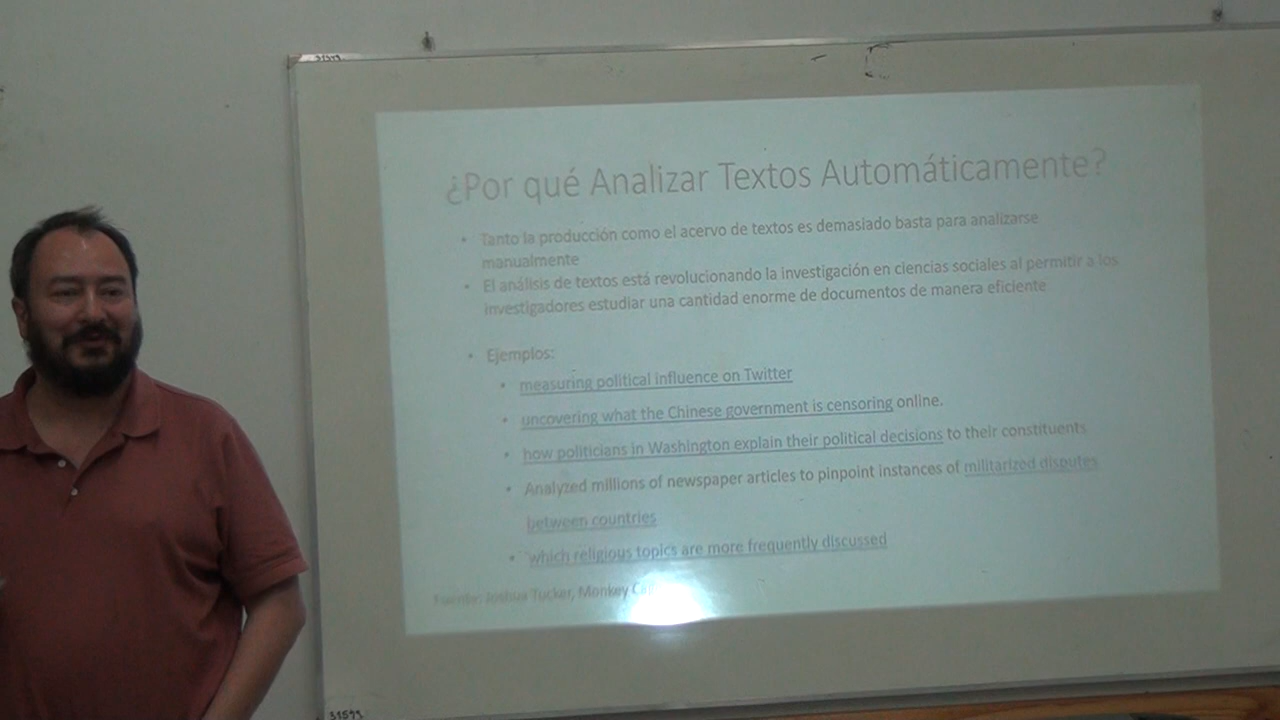 ¿Por qué Analizar Textos Automáticamente?
• Tanto la producción como el acervo de textos es demasiado basta para analizarse
manualmente
• El análisis de textos está revolucionando la investigación en ciencias sociales al permitir a los
investigadores estudiar una cantidad enorme de documentos de manera eficiente
• Ejemplos:
• measuring political influence on Twitter
• uncovering what the Chinese government is censoring online.
• how politicians in Washington explain their political decisions to their constituents
• Analyzed millions of newspaper articles to pinpoint instances of militarized disputes
between countries
• which religious topics are more frequently discussed
Fuente: Joshua Tucker, Monkey
51599